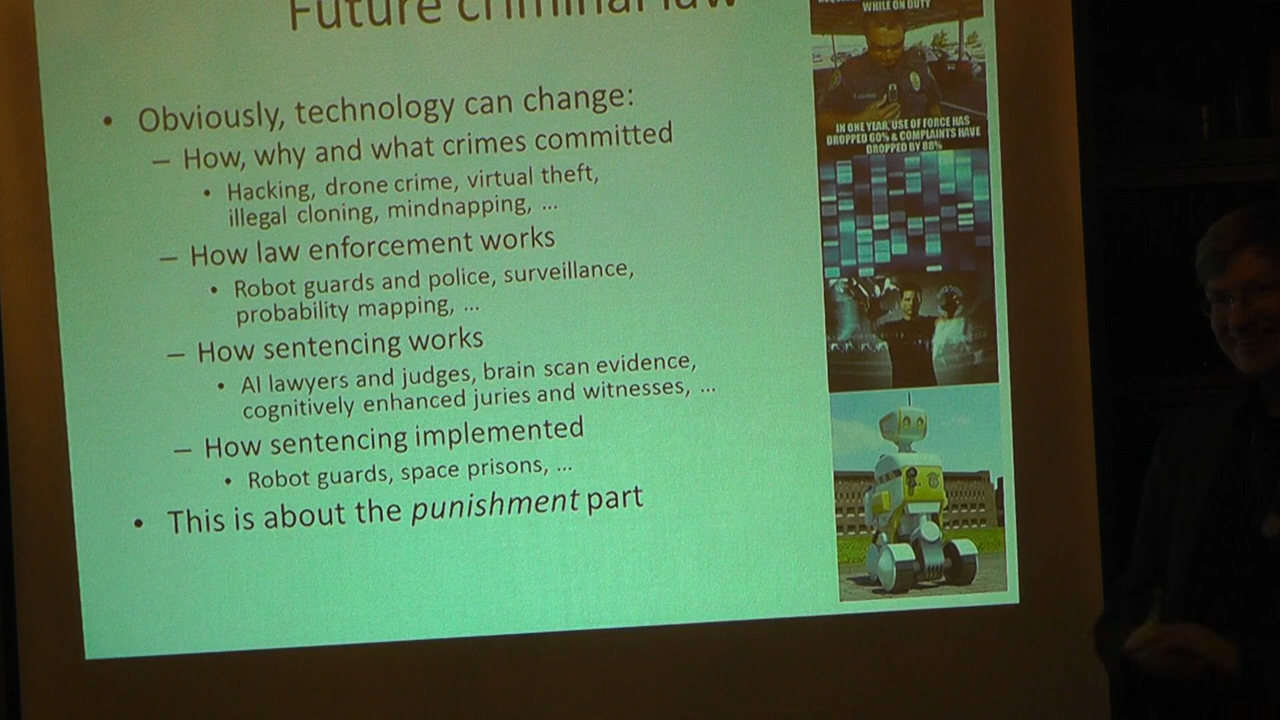 Future criminal law
• Obviously, technology can change:
– How, why and what crimes committed
• Hacking, drone crime, virtual theft,
illegal cloning, mindnapping, ...
– How law enforcement works
• Robot guards and police, surveillance,
probability mapping, ...
– How sentencing works
• AI lawyers and judges, brain scan evidence,
cognitively enhanced juries and witnesses, ...
– How sentencing implemented
• Robot guards, space prisons, ...
• This is about the punishment part
WHILE ON DUTY
IN ONE YEAR, USE OF FORCE HAS
DROPPED 60% & COMPLAINTS HAVE
DROPPED BY 88%